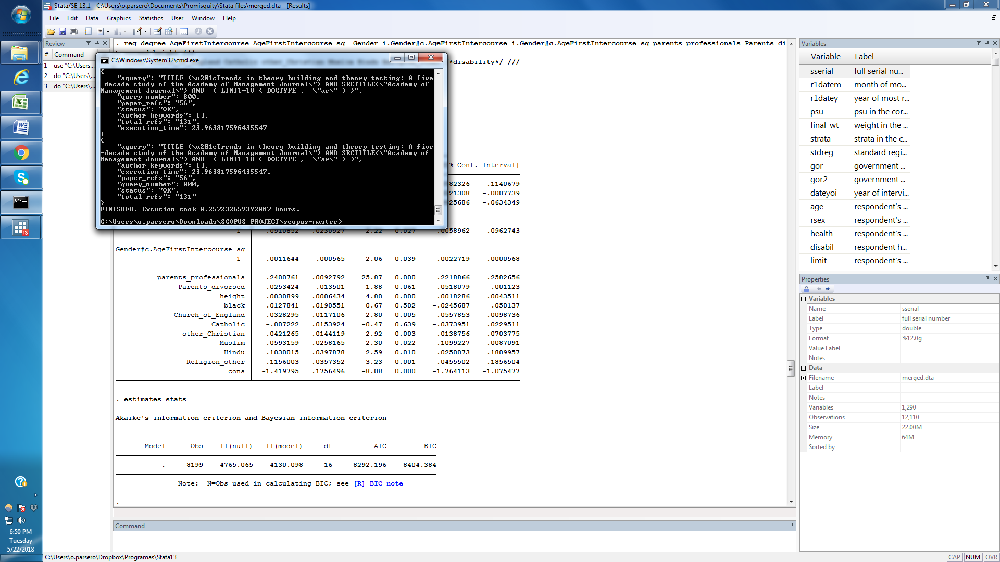 Stata/SE 13.1 - C:\Users\o.parsero\Documents\Promisquity\Stata files\merged.dta - [Results]
File Edit Data Graphics Statistics User Window Help
Review
# Command
1 use "C:\Users...
2 do "C:\Users\...
3 do "C:\Users\...
. reg degree AgeFirstIntercourse AgeFirstIntercourse_sq Gender i.Gender#c.AgeFirstIntercourse i.Gender#c.AgeFirstIntercourse_sq parents_professionals Parents_di
*disability*/ ///
C:\Windows\System32\cmd.exe
{
"aquery": "TITLE (\u201cTrends in theory building and theory testing: A five
-decade study of the Academy of Management Journal\") AND SRCTITLE(\"Academy of
Management Journal\") AND ( LIMIT-TO ( DOCTYPE , \"ar\" ) )",
"query_number": 800,
"paper_refs": "56",
"status": "OK",
"author_keywords": [],
"total_refs": "131",
"execution_time": 23.963817596435547
}
{
"aquery": "TITLE (\u201cTrends in theory building and theory testing: A five
-decade study of the Academy of Management Journal\") AND SRCTITLE(\"Academy of
Management Journal\") AND ( LIMIT-TO ( DOCTYPE , \"ar\" ) )",
"author_keywords": [],
"execution_time": 23.963817596435547,
"paper_refs": "56",
"query_number": 800,
"status": "OK",
"total_refs": "131"
}
FINISHED. Excution took 8.257232659392887 hours.
C:\Users\o.parsero\Downloads\SCOPUS_PROJECT\scopus-master>
% Conf. Interval]
82326 .1140679
21308 -.0007739
25686 -.0634349
1 .0510852 .0230527 2.22 0.027 .0058962 .0962743
Gender#c.AgeFirstIntercourse_sq
1 -.0011644 .000565 -2.06 0.039 -.0022719 -.0000568
parents_professionals .2400761 .0092792 25.87 0.000 .2218866 .2582656
Parents_divorsed -.0253424 .013501 -1.88 0.061 -.0518079 .001123
height .0030899 .0006434 4.80 0.000 .0018286 .0043511
black .0127841 .0190551 0.67 0.502 -.0245687 .050137
Church_of_England -.0328295 .0117106 -2.80 0.005 -.0557853 -.0098736
Catholic -.007222 .0153924 -0.47 0.639 -.0373951 .0229511
other_Christian .0421265 .0144119 2.92 0.003 .0138756 .0703775
Muslim -.0593159 .0258165 -2.30 0.022 -.1099227 -.0087091
Hindu .1030015 .0397878 2.59 0.010 .0250073 .1809957
Religion_other .1156003 .0357352 3.23 0.001 .0455502 .1856504
_cons -1.419795 .1756496 -8.08 0.000 -1.764113 -1.075477
. estimates stats
Akaike's information criterion and Bayesian information criterion
Model Obs ll(null) ll(model) df AIC BIC
. 8199 -4765.065 -4130.098 16 8292.196 8404.384
Note: N=Obs used in calculating BIC; see [R] BIC note
.
Command
C:\Users\o.parsero\Dropbox\Programas\Stata13
CAP NUM OVR
Variables
Variable Label
sserial full serial nu...
r1datem month of mo...
r1datey year of most r...
psu psu in the cor...
final_wt weight in the ...
strata strata in the c...
stdreg standard regi...
gor government ...
gor2 government ...
dateyoi year of intervi...
age respondent's ...
rsex respondent's ...
health respondent's ...
disabil respondent h...
limit respondent's ...
Properties
Variables
Name sserial
Label full serial number
Type double
Format %12.0g
Value Label
Notes
Data
Filename merged.dta
Label
Notes
Variables 1,290
Observations 12,110
Size 22.00M
Memory 64M
Sorted by
C:\
13
6:50 PM
Tuesday
5/22/2018